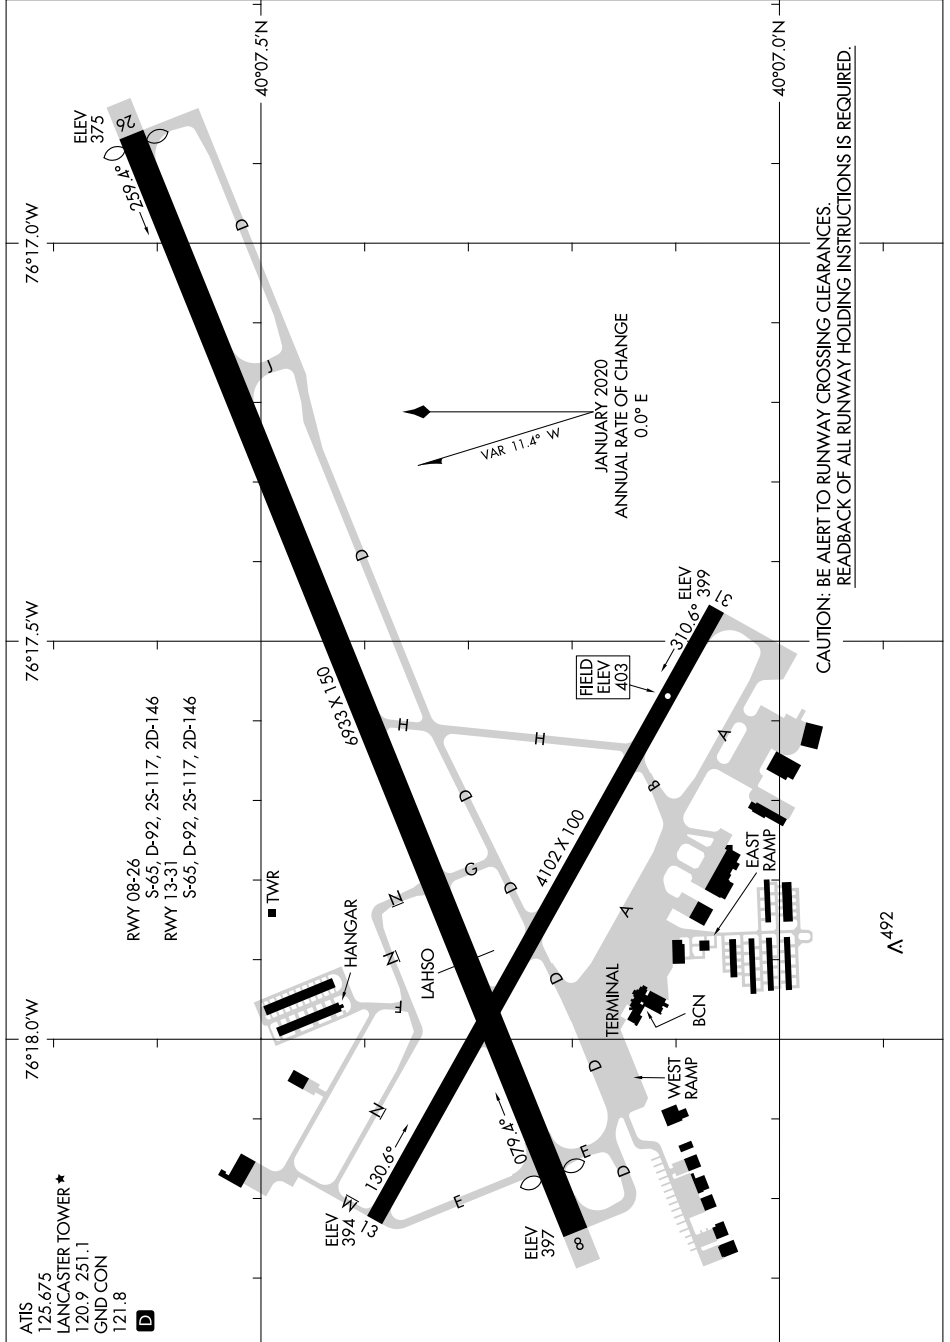 ATIS
125.675
LANCASTER TOWER★
120.9 251.1
GND CON
121.8
D
76°18.0'W
76°17.5'W
76°17.0'W
40°07.5'N
40°07.0'N
RWY 08-26
S-65, D-92, 2S-117, 2D-146
RWY 13-31
S-65, D-92, 2S-117, 2D-146
TWR
HANGAR
LAHSO
ELEV
375
26
259.4°
D
J
D
6933 X 150
H
H
D
G
D
N
N
F
N
M
130.6°
ELEV
394
13
E
079.4°
E
ELEV
397
8
D
D
D
4102 X 100
A
B
A
FIELD
ELEV
403
310.6°
ELEV
399
31
VAR 11.4° W
JANUARY 2020
ANNUAL RATE OF CHANGE
0.0° E
TERMINAL
BCN
WEST
RAMP
EAST
RAMP
492
CAUTION: BE ALERT TO RUNWAY CROSSING CLEARANCES.
READBACK OF ALL RUNWAY HOLDING INSTRUCTIONS IS REQUIRED.